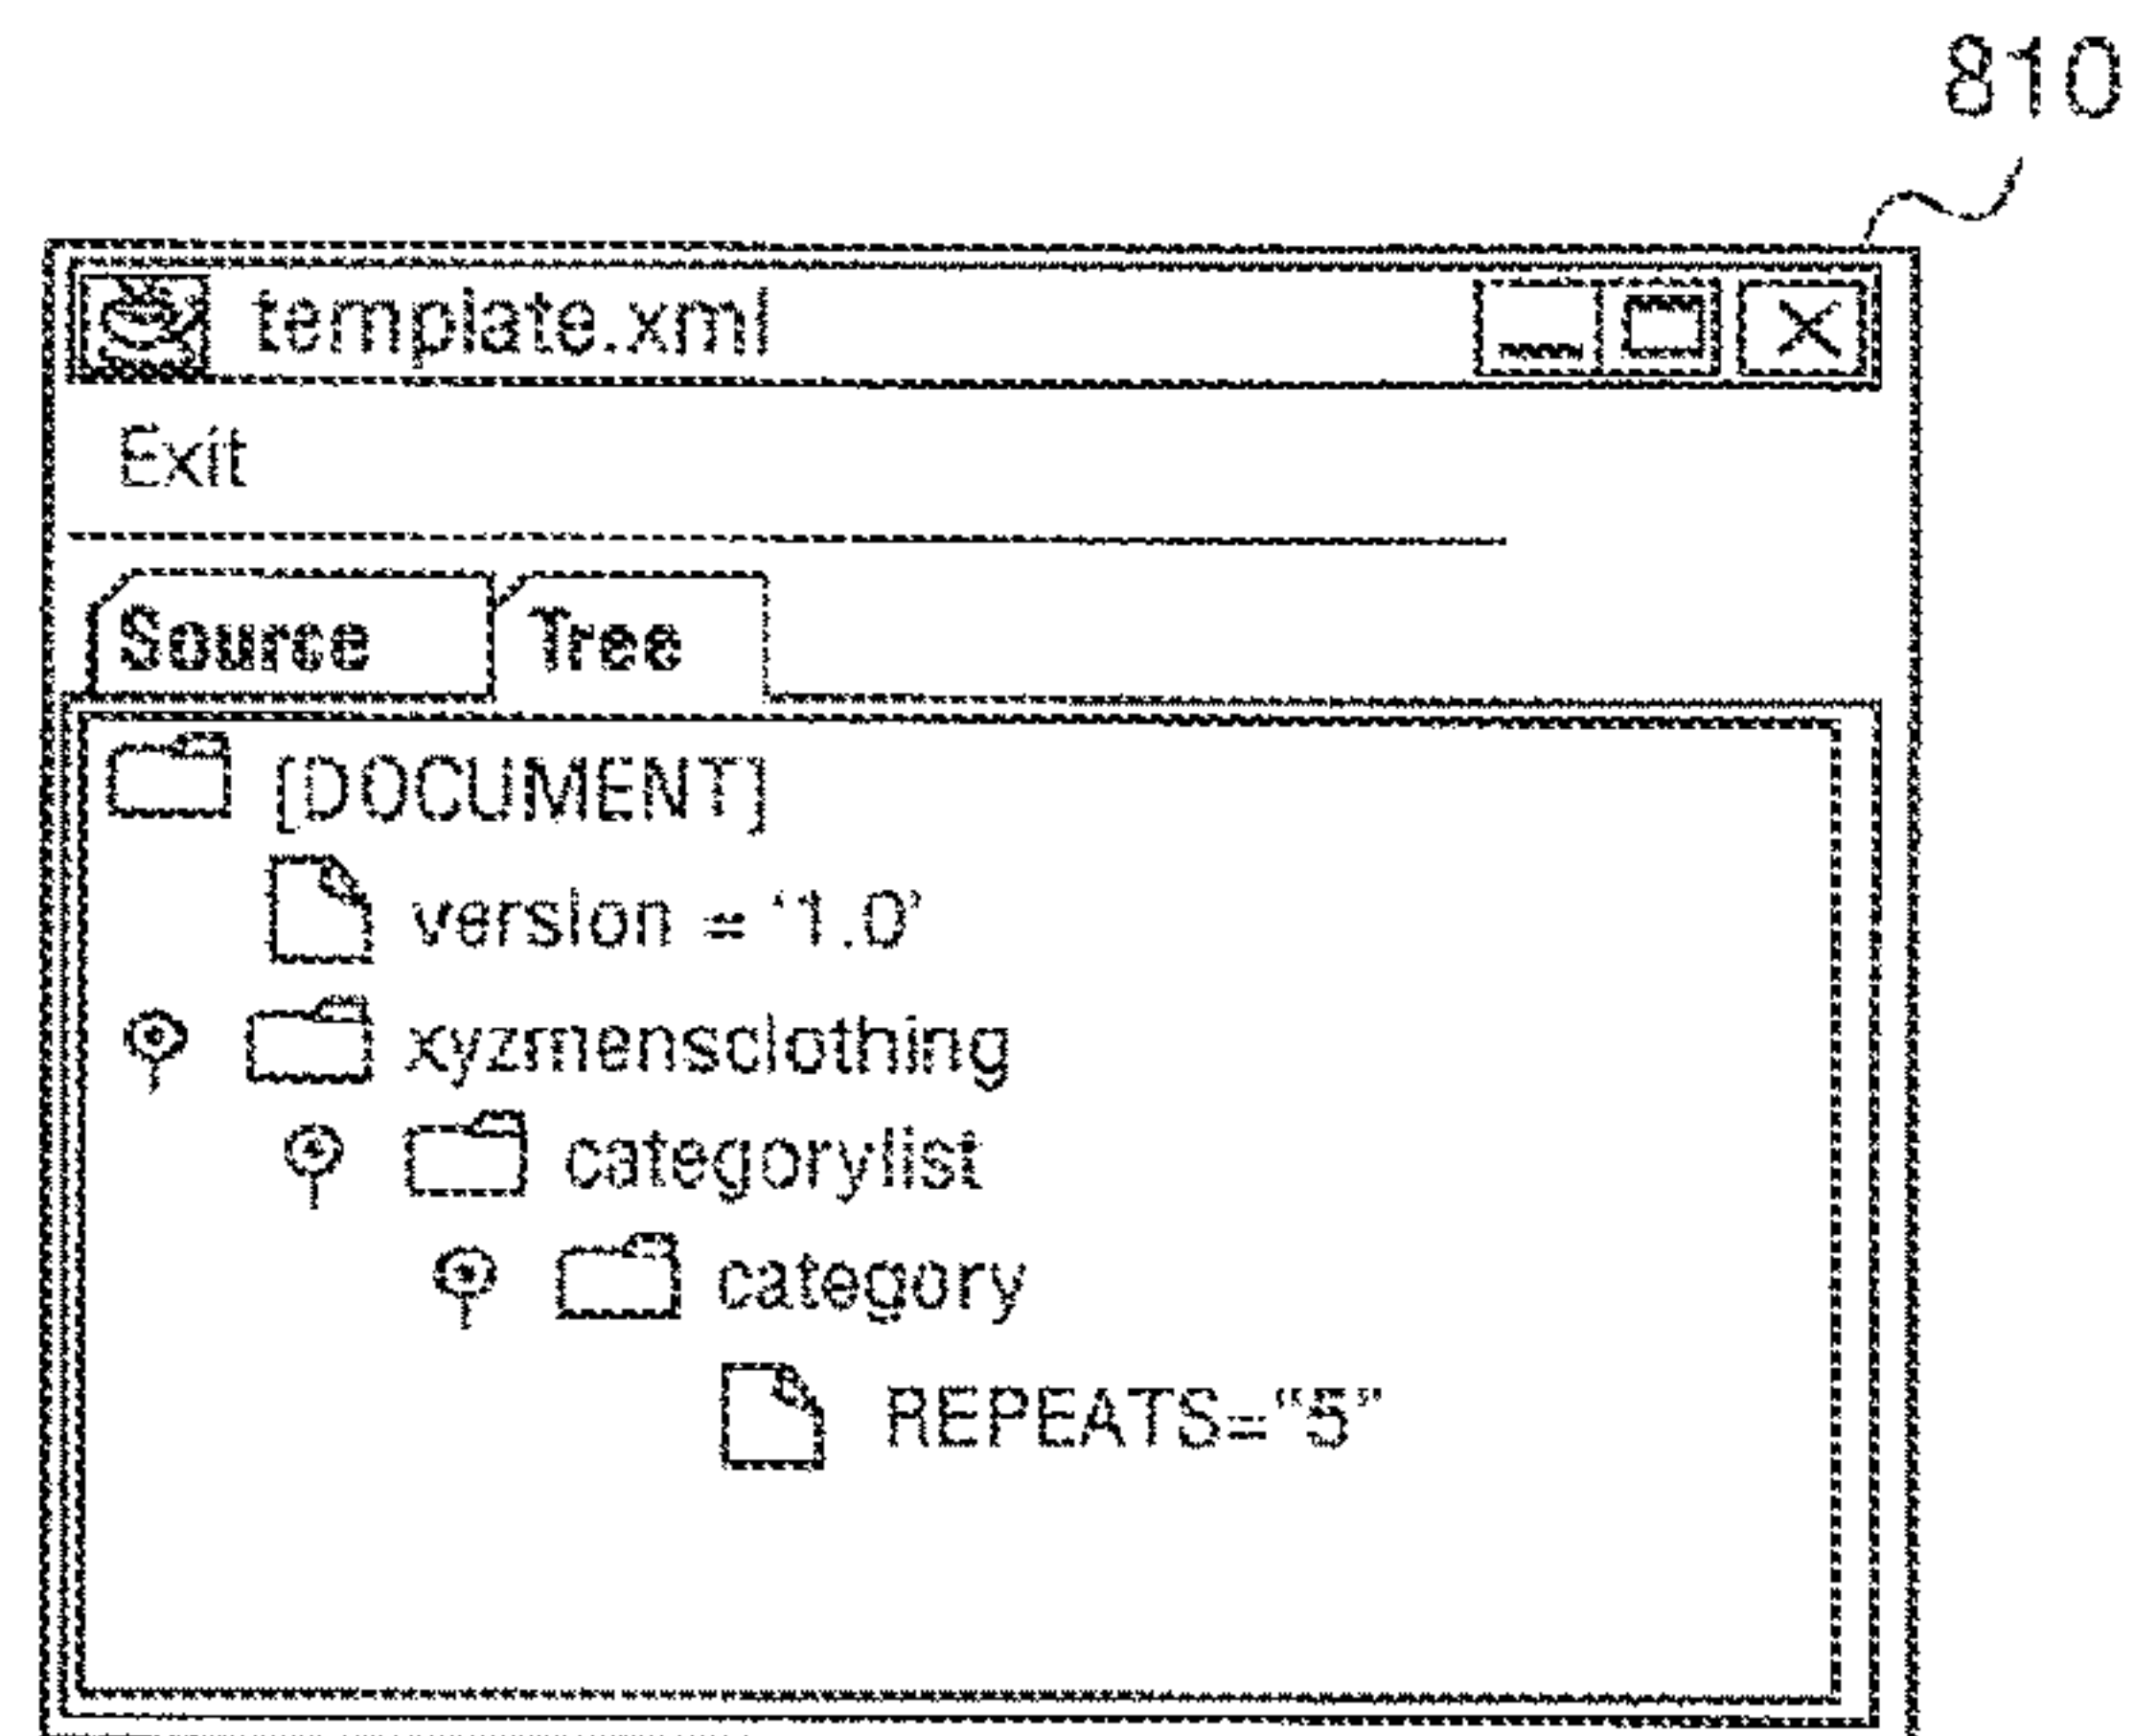 810
template.xml
Exit
Source Tree
[DOCUMENT]
version = ‘1.0’
xyzmensclothing
categorylist
category
REPEATS=“5”